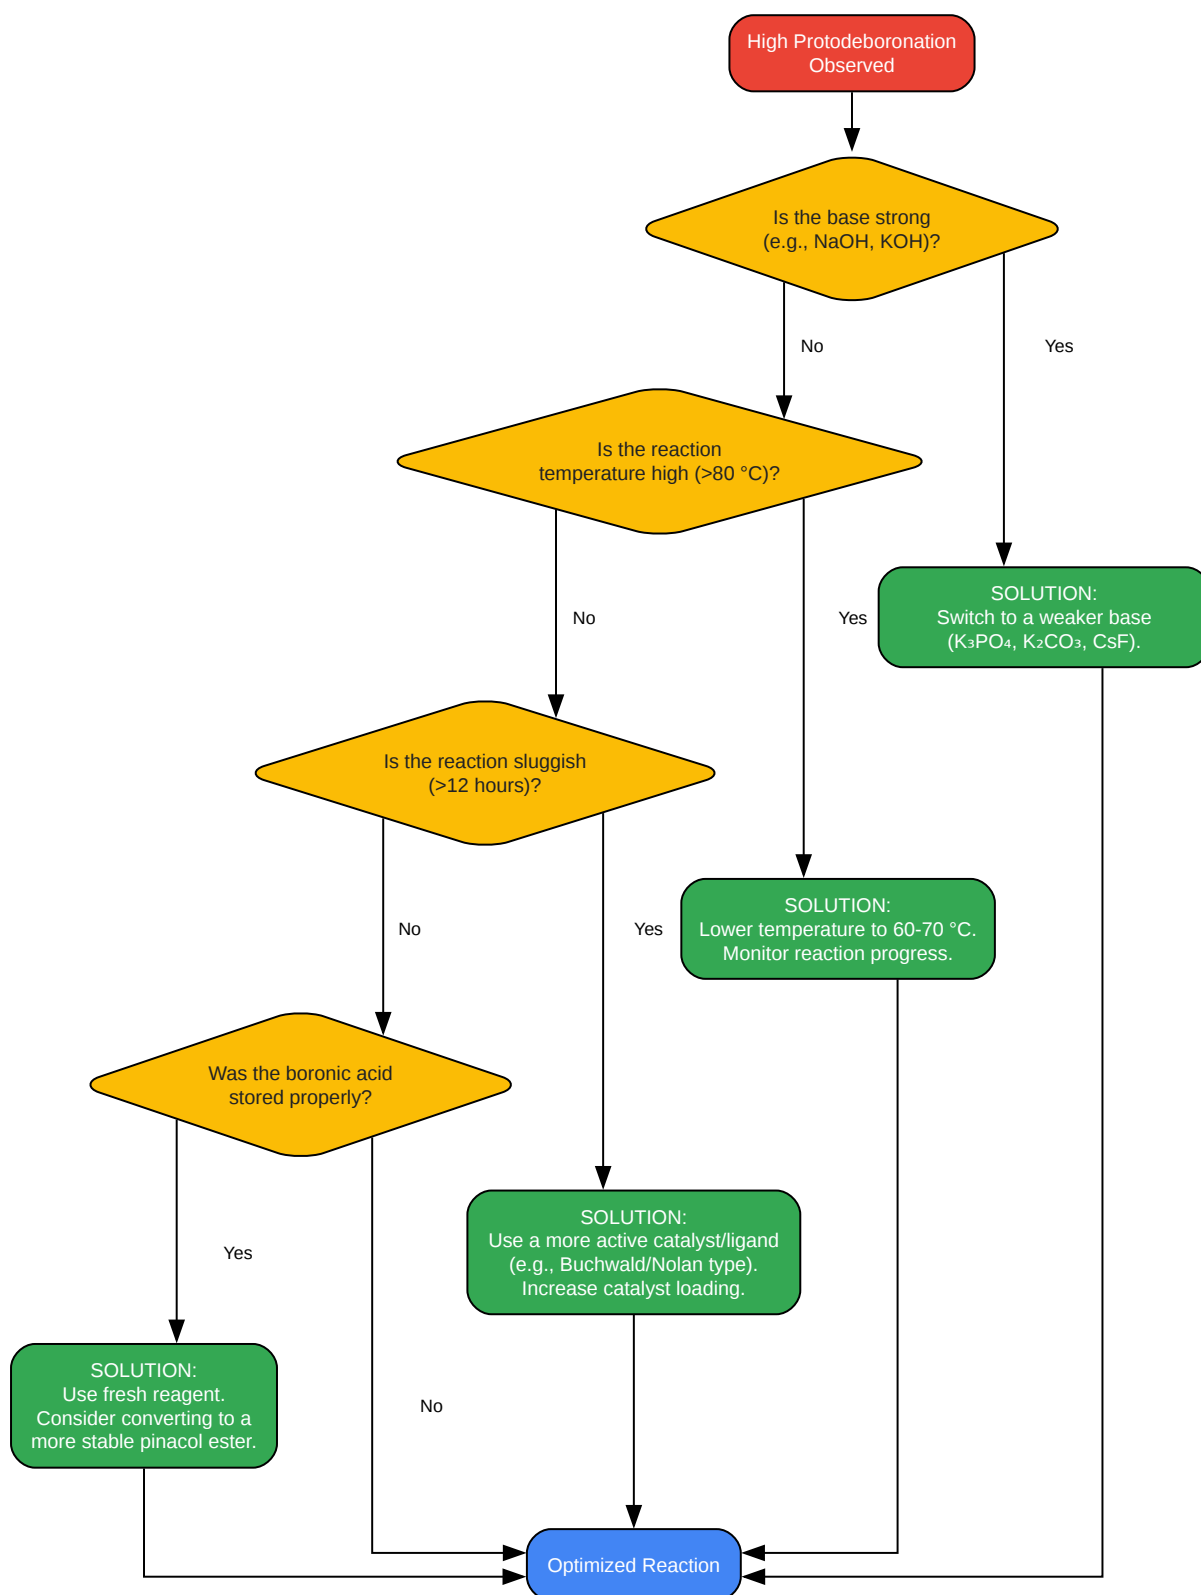 High Protodeboronation
Observed
Is the base strong
(e.g., NaOH, KOH)?
No
Yes
Is the reaction
temperature high (>80 °C)?
No
Yes
SOLUTION:
Switch to a weaker base
(K₃PO₄, K₂CO₃, CsF).
Is the reaction sluggish
(>12 hours)?
No
Yes
SOLUTION:
Lower temperature to 60-70 °C.
Monitor reaction progress.
Was the boronic acid
stored properly?
Yes
No
SOLUTION:
Use a more active catalyst/ligand
(e.g., Buchwald/Nolan type).
Increase catalyst loading.
SOLUTION:
Use fresh reagent.
Consider converting to a
more stable pinacol ester.
Optimized Reaction